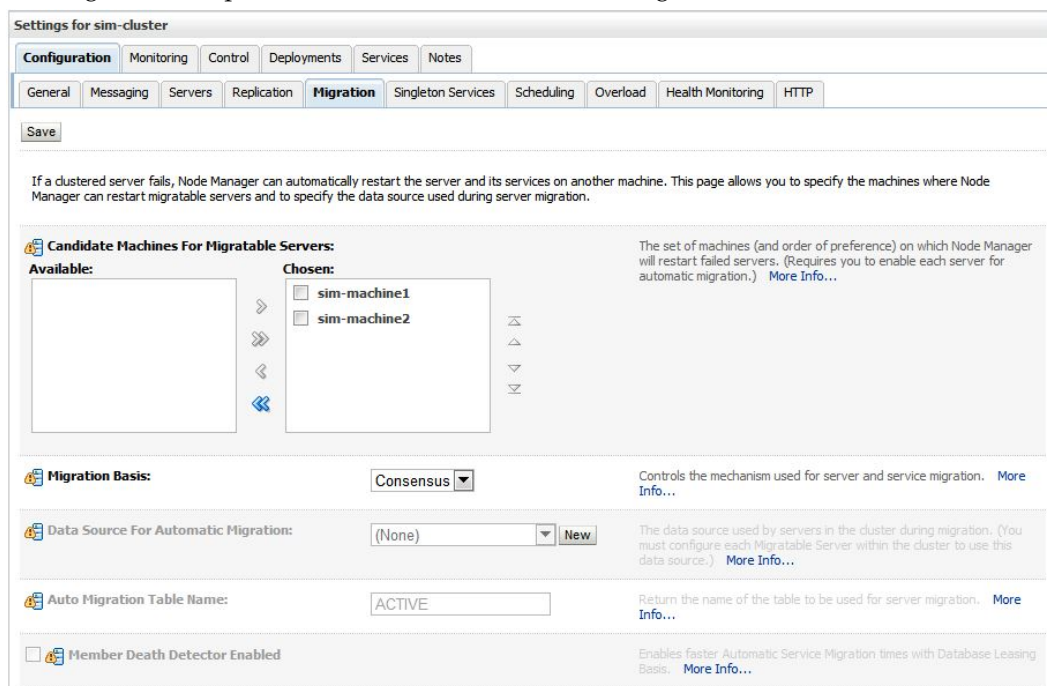 Settings for sim-cluster
Configuration Monitoring Control Deployments Services Notes
General Messaging Servers Replication Migration Singleton Services Scheduling Overload Health Monitoring HTTP
Save
If a clustered server fails, Node Manager can automatically restart the server and its services on another machine. This page allows you to specify the machines where Node
Manager can restart migratable servers and to specify the data source used during server migration.
Candidate Machines For Migratable Servers:
Available:
Chosen:
sim-machine1
sim-machine2
The set of machines (and order of preference) on which Node Manager
will restart failed servers. (Requires you to enable each server for
automatic migration.) More Info...
Migration Basis:
Consensus
Controls the mechanism used for server and service migration. More
Info...
Data Source For Automatic Migration:
(None)
New
The data source used by servers in the cluster during migration. (You
must configure each Migratable Server within the cluster to use this
data source.) More Info...
Auto Migration Table Name:
ACTIVE
Return the name of the table to be used for server migration. More
Info...
Member Death Detector Enabled
Enables faster Automatic Service Migration times with Database Leasing
Basis. More Info...